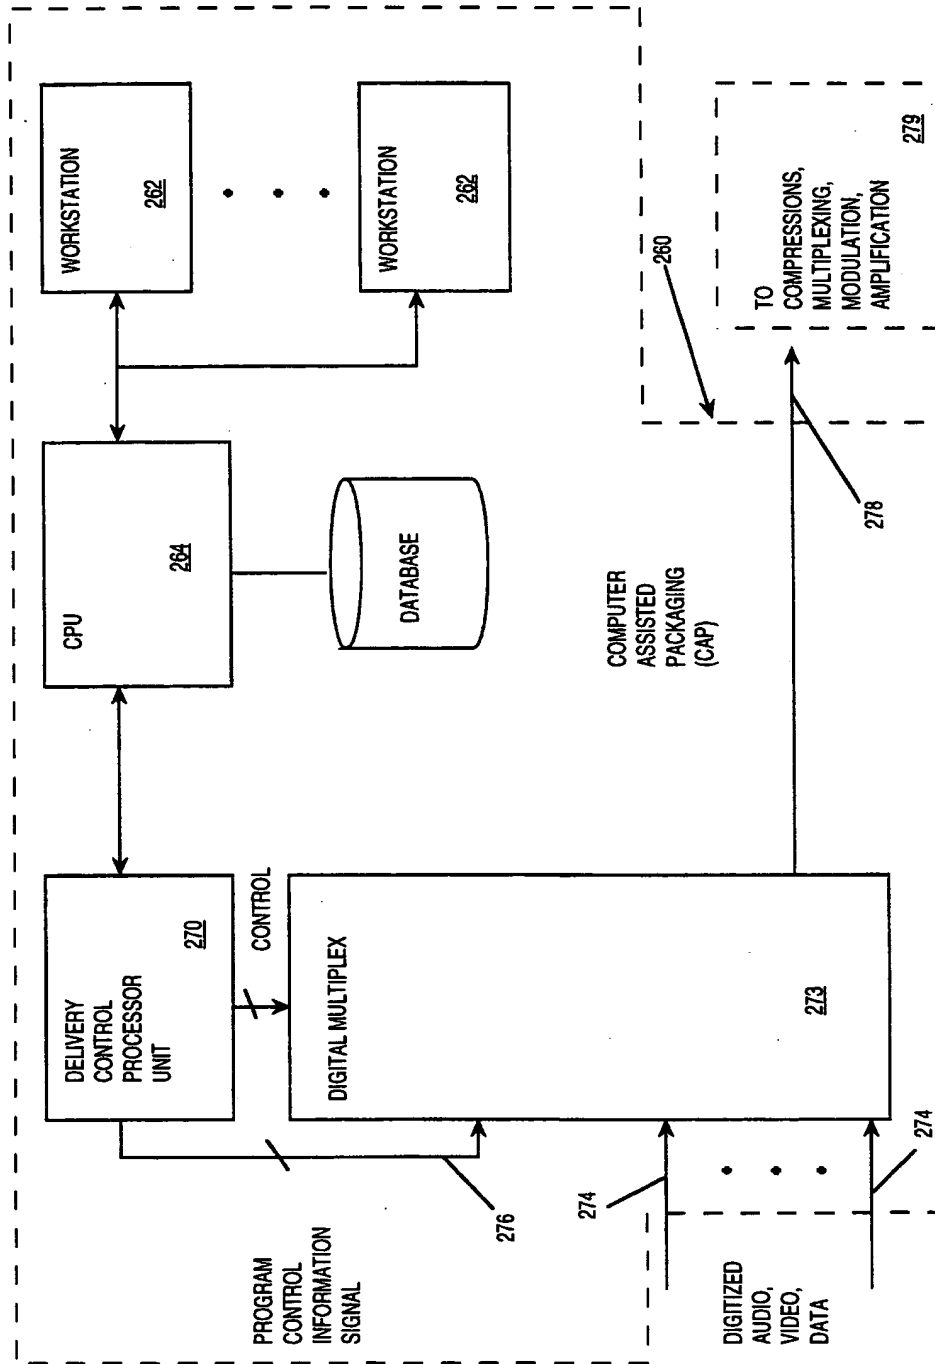 PROGRAM
CONTROL
INFORMATION
SIGNAL
DELIVERY
CONTROL
PROCESSOR
UNIT
270
CPU
264
WORKSTATION
262
WORKSTATION
262
CONTROL
DATABASE
276
DIGITAL MULTIPLEX
273
COMPUTER
ASSISTED
PACKAGING
(CAP)
260
274
274
DIGITIZED
AUDIO,
VIDEO,
DATA
278
TO
COMPRESSIONS,
MULTIPLEXING,
MODULATION,
AMPLIFICATION
279